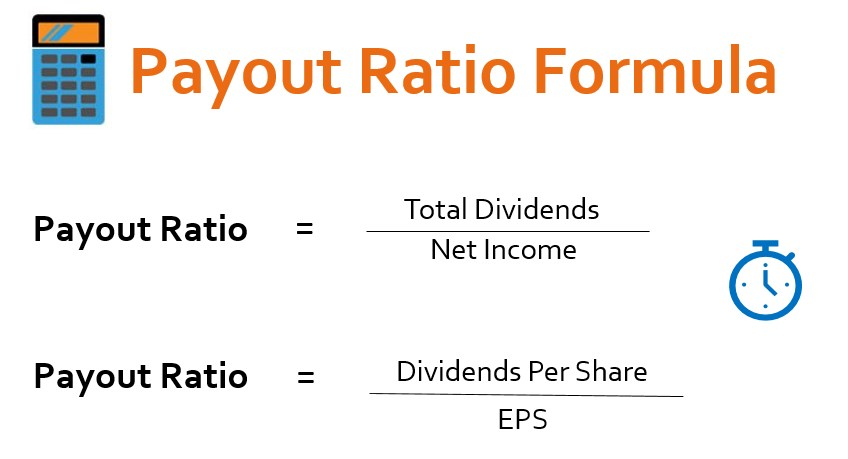 Payout Ratio Formula
Payout Ratio = Total Dividends
Net Income
Payout Ratio = Dividends Per Share
EPS